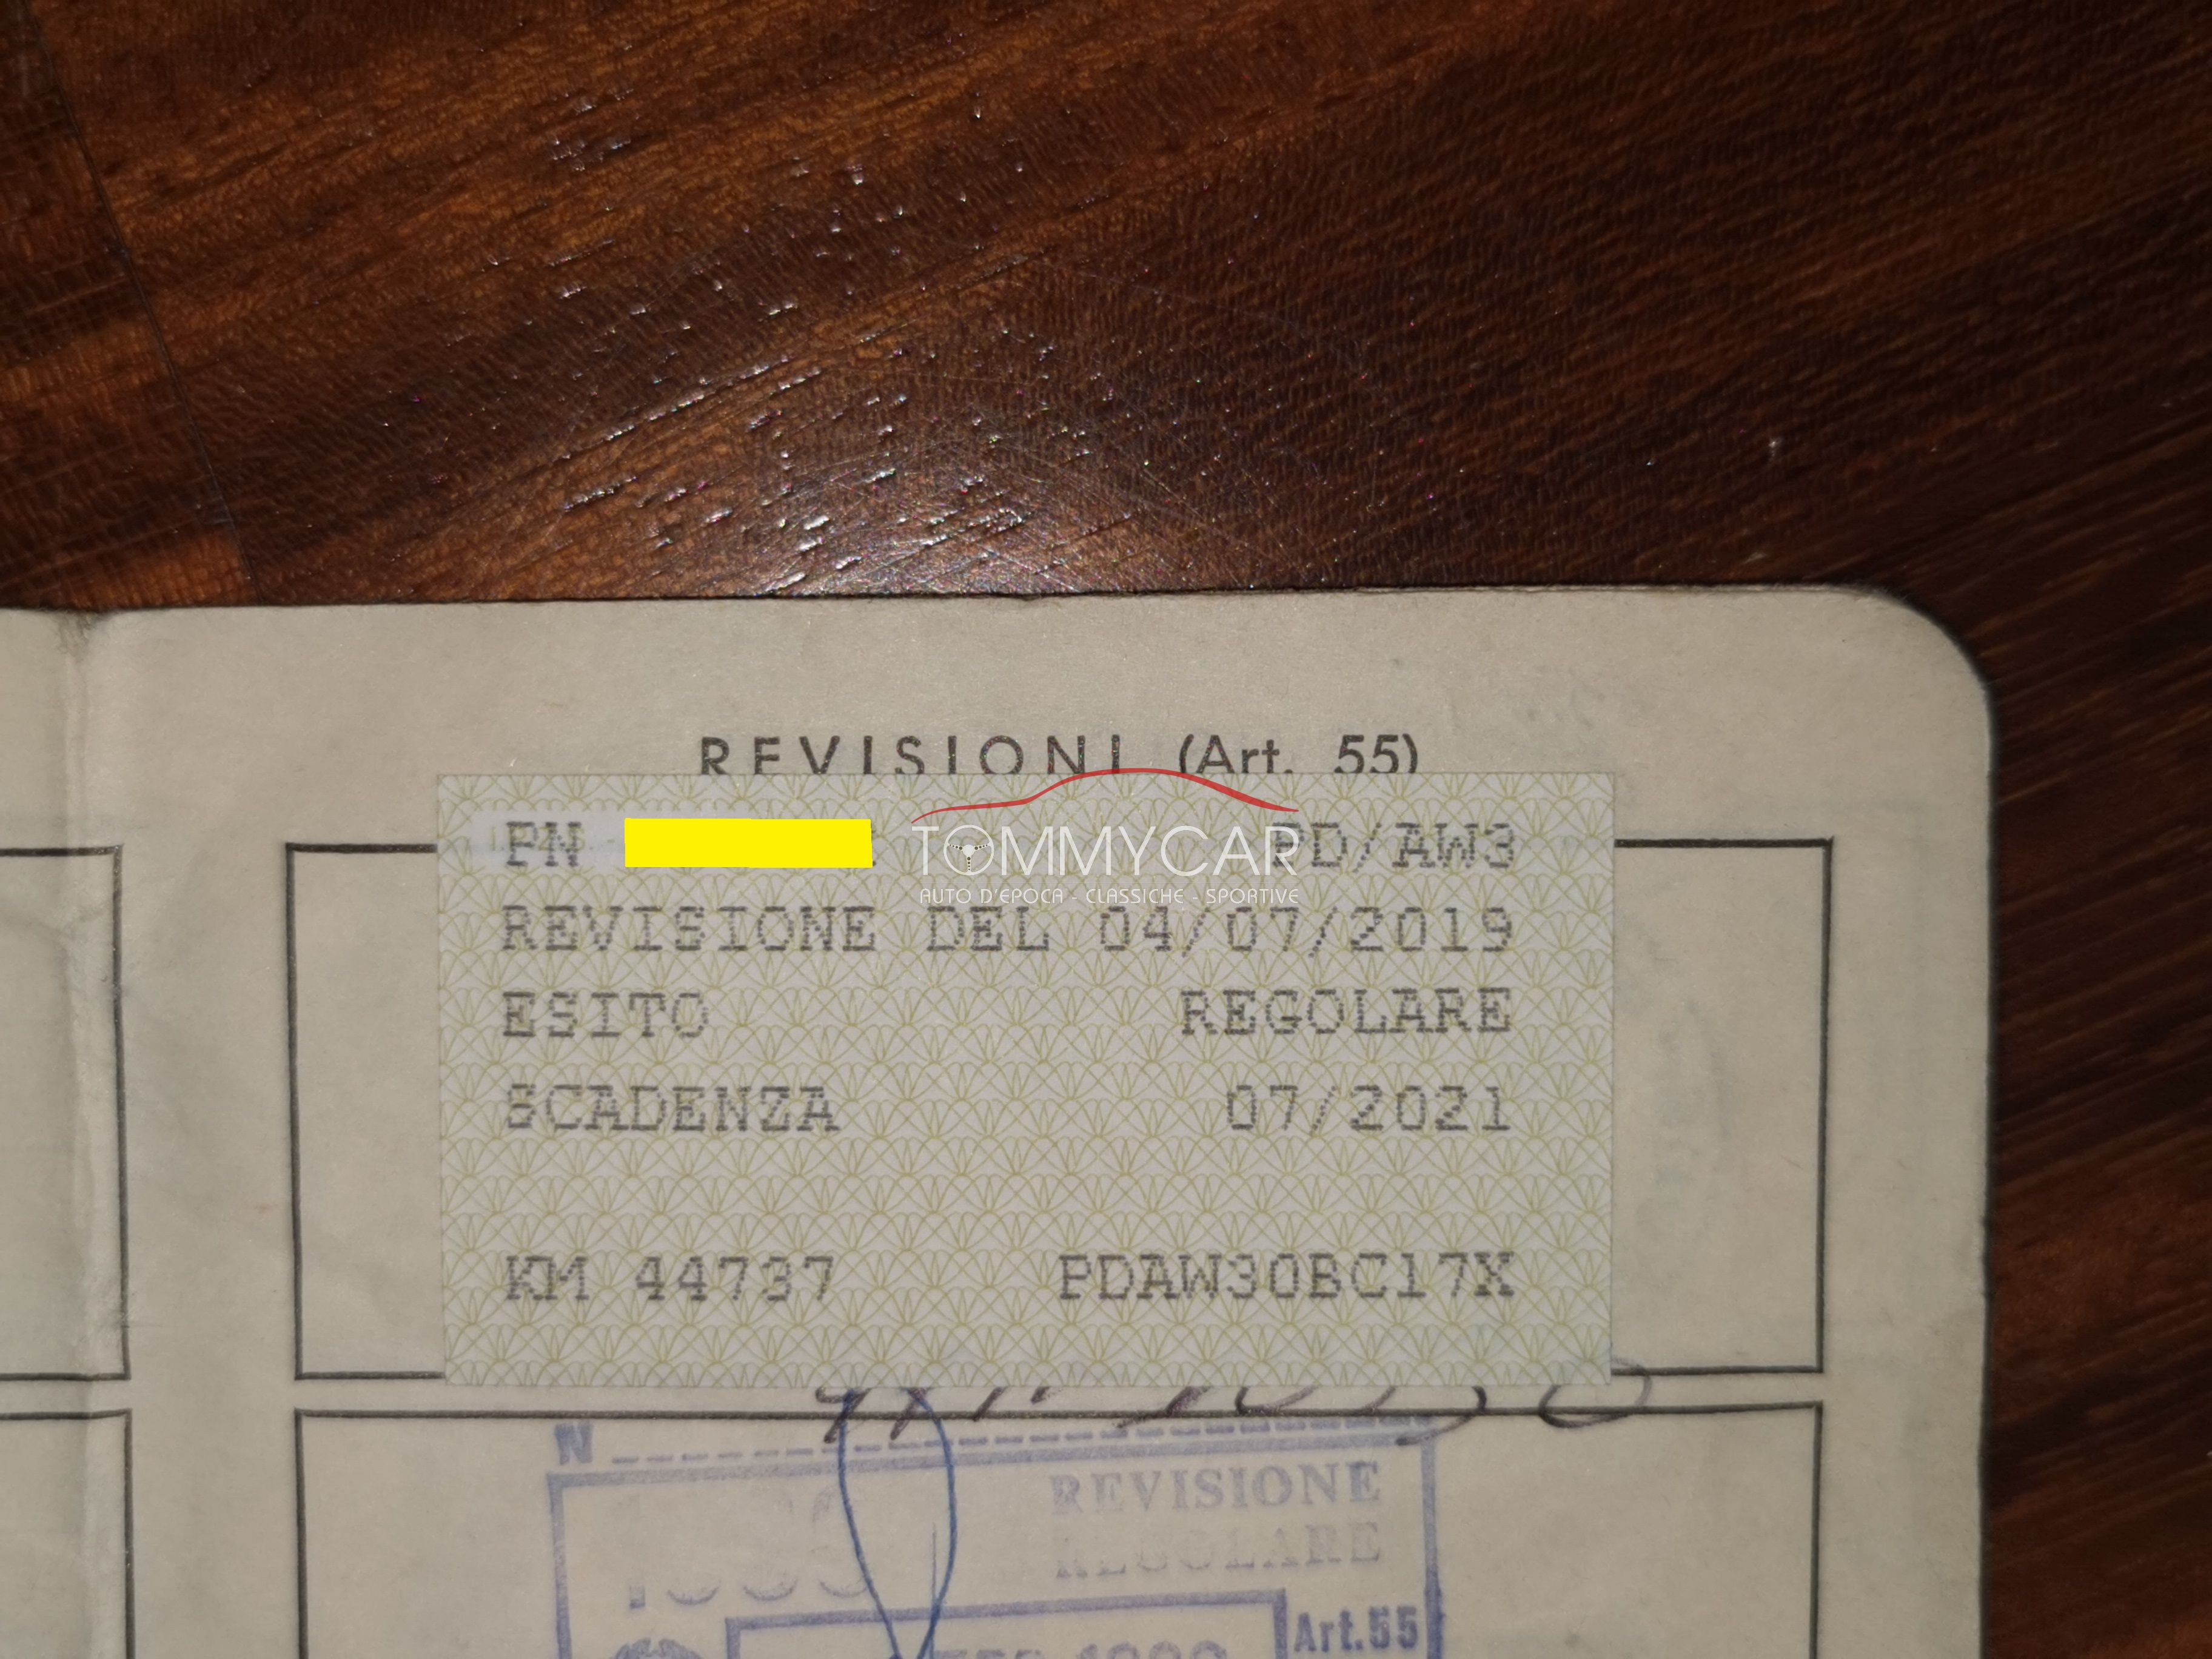 REVISIONI (Art. 55)
PN PD/AW3
TOMMYCAR
AUTO D'EPOCA - CLASSICHE - SPORTIVE
REVISIONE DEL 04/07/2019
ESITO REGOLARE
SCADENZA 07/2021
KM 44737 PDAW30BC17X
N
REVISIONE
REGOLARE
Art.55